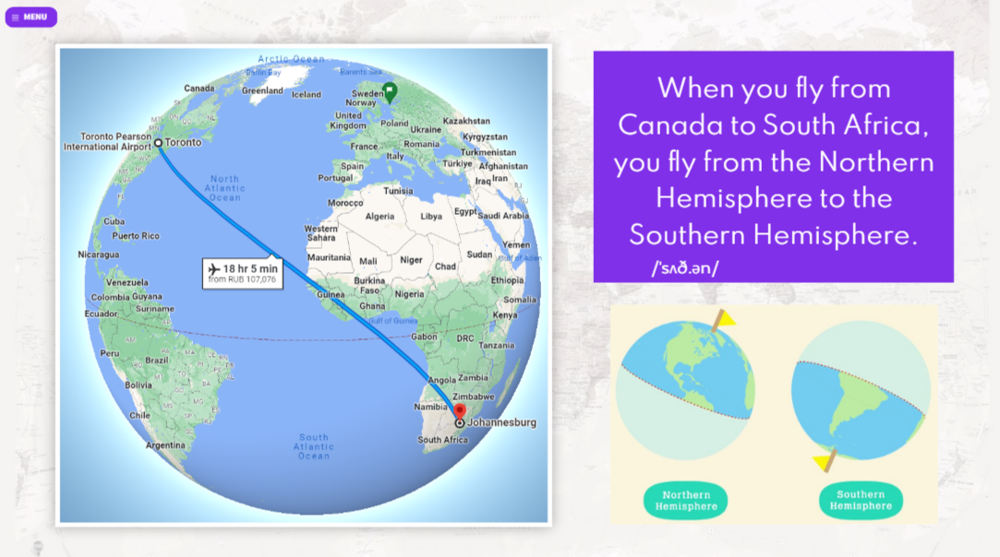 MENU
Arctic Ocean
Baffin Bay
Barents Sea
Canada
Greenland
Iceland
Sweden
Norway
United
Kingdom
Poland
Ukraine
Kazakhstan
Kyrgyzstan
Toronto Pearson
International Airport
Toronto
France
Romania
Turkmenistan
Italy
Spain
Türkiye
Afghanistan
Portugal
Iraq
Iran
North
Atlantic
Ocean
Tunisia
Morocco
Algeria
Libya
Egypt
Saudi Arabia
Cuba
Puerto Rico
Western
Sahara
Nicaragua
Mauritania
Mali
Niger
Chad
Sudan
Yemen
Gulf of Aden
18 hr 5 min
from RUB 107,076
Burkina
Faso
Ethiopia
Venezuela
Guinea
Nigeria
Colombia
Guyana
Ghana
Somalia
Suriname
Ecuador
Gulf of Guinea
Kenya
Gabon
DRC
Tanzania
Peru
Brazil
Bolivia
Angola
Zambia
Zimbabwe
Namibia
Chile
Johannesburg
South
Atlantic
Ocean
South Africa
Argentina
When you fly from
Canada to South Africa,
you fly from the Northern
Hemisphere to the
Southern Hemisphere.
/ˈsʌð.ən/
Northern
Hemisphere
Southern
Hemisphere